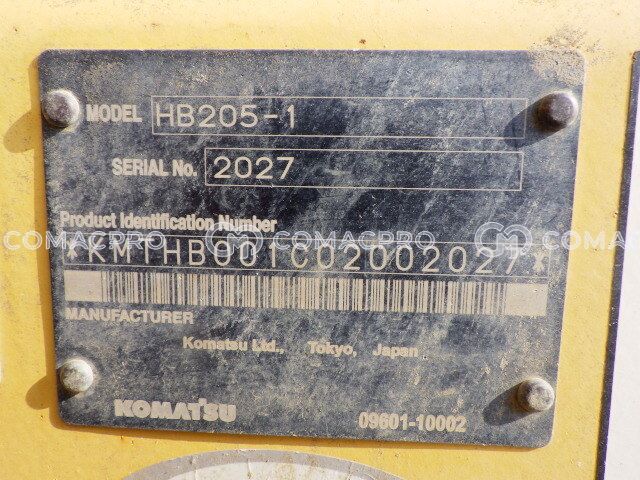 MODEL HB205-1
SERIAL No. 2027
Product Identification Number
COMACPRO COMACPRO COMACPRO
*KMTHB001C02002027*
MANUFACTURER
Komatsu Ltd., Tokyo, Japan
KOMATSU 09601-10002